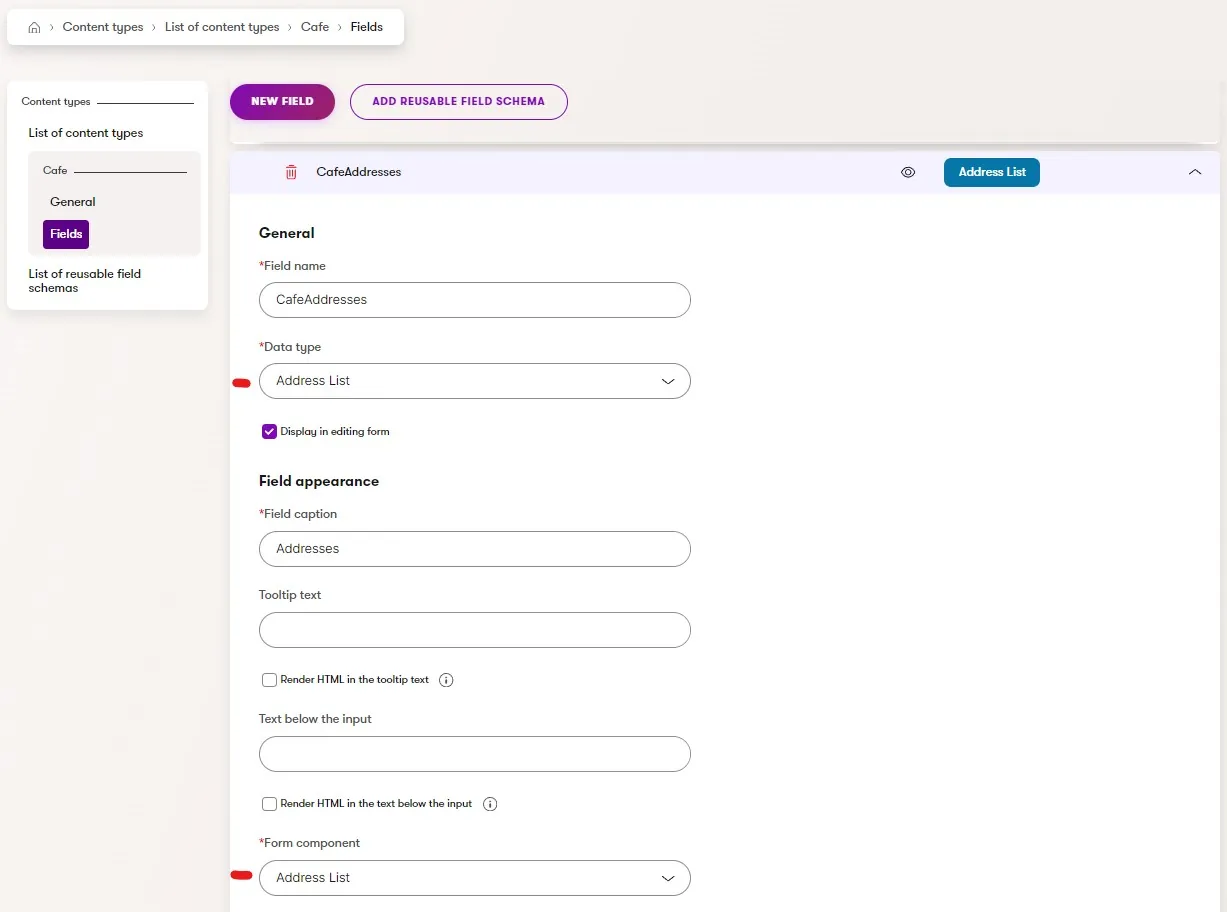 Content types › List of content types › Cafe › Fields
Content types
List of content types
Cafe
General
Fields
List of reusable field
schemas
NEW FIELD
ADD REUSABLE FIELD SCHEMA
CafeAddresses
Address List
General
*Field name
CafeAddresses
*Data type
Address List
Display in editing form
Field appearance
*Field caption
Addresses
Tooltip text
Render HTML in the tooltip text
Text below the input
Render HTML in the text below the input
*Form component
Address List